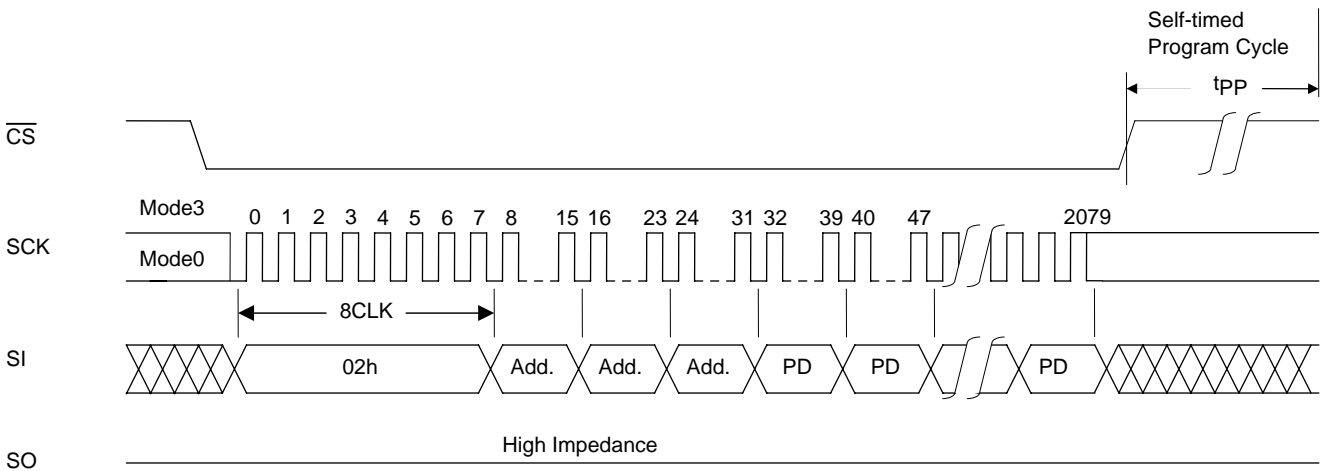 Self-timed
Program Cycle
tPP
CS
Mode3
0 1 2 3 4 5 6 7 8 15 16 23 24 31 32 39 40 47 2079
SCK
Mode0
8CLK
SI
02h Add. Add. Add. PD PD PD
High Impedance
SO